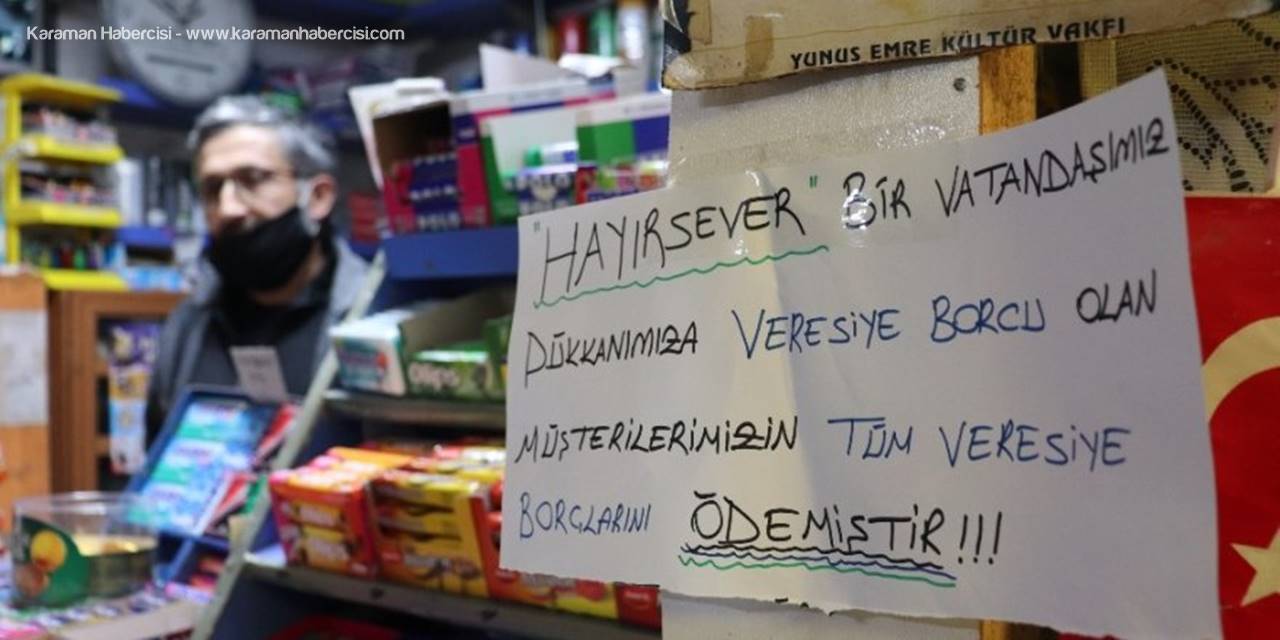 Karaman Habercisi - www.karamanhabercisi.com
YUNUS EMRE KÜLTÜR VAKFI
"HAYIRSEVER" BİR VATANDAŞIMIZ
DÜKKANIMIZA VERESİYE BORCU OLAN
MÜŞTERİLERİMİZİN TÜM VERESİYE
BORÇLARINI ÖDEMİŞTİR!!!
Olips